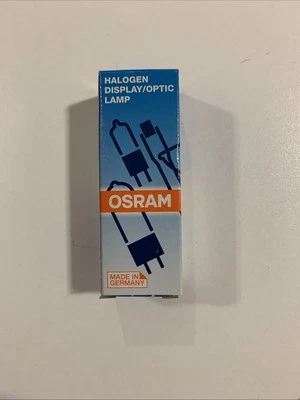 HALOGEN
DISPLAY/OPTIC
LAMP
OSRAM
MADE IN
GERMANY